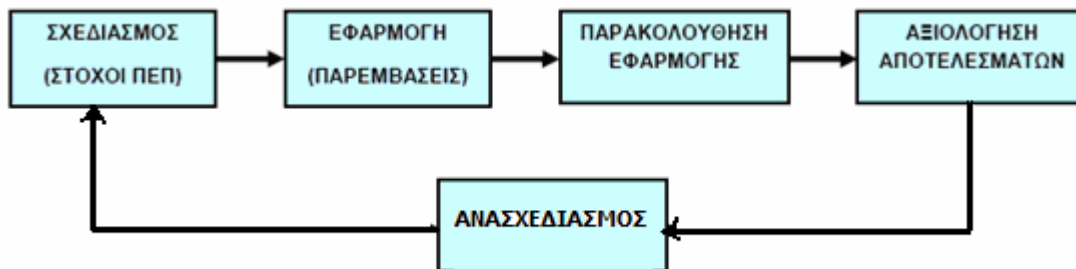 ΣΧΕΔΙΑΣΜΟΣ
(ΣΤΟΧΟΙ ΠΕΠ)
ΕΦΑΡΜΟΓΗ
(ΠΑΡΕΜΒΑΣΕΙΣ)
ΠΑΡΑΚΟΛΟΥΘΗΣΗ
ΕΦΑΡΜΟΓΗΣ
ΑΞΙΟΛΟΓΗΣΗ
ΑΠΟΤΕΛΕΣΜΑΤΩΝ
ΑΝΑΣΧΕΔΙΑΣΜΟΣ